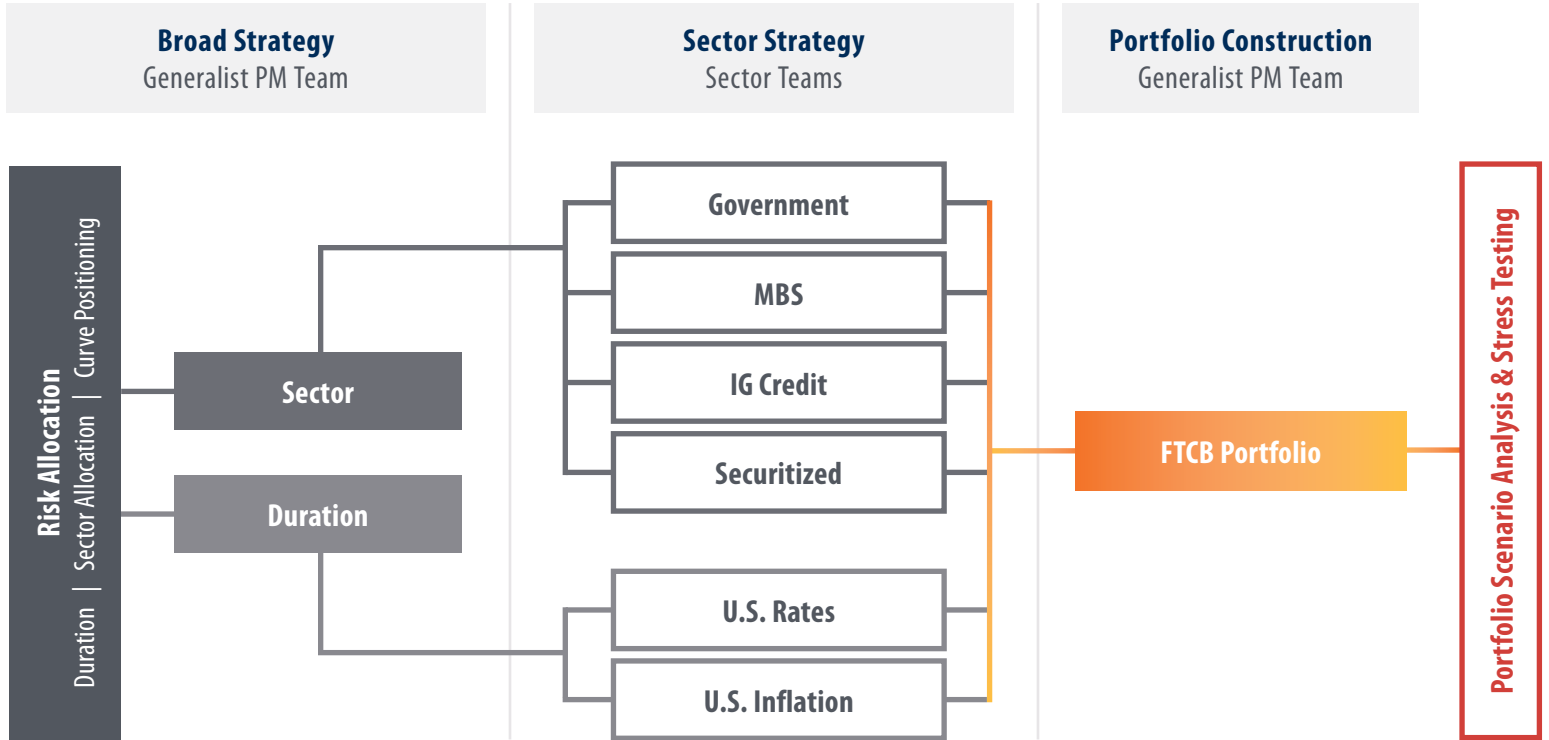 Broad Strategy
Generalist PM Team
Sector Strategy
Sector Teams
Portfolio Construction
Generalist PM Team
Risk Allocation
Duration | Sector Allocation | Curve Positioning
Sector
Duration
Government
MBS
IG Credit
Securitized
U.S. Rates
U.S. Inflation
FTCB Portfolio
Portfolio Scenario Analysis & Stress Testing